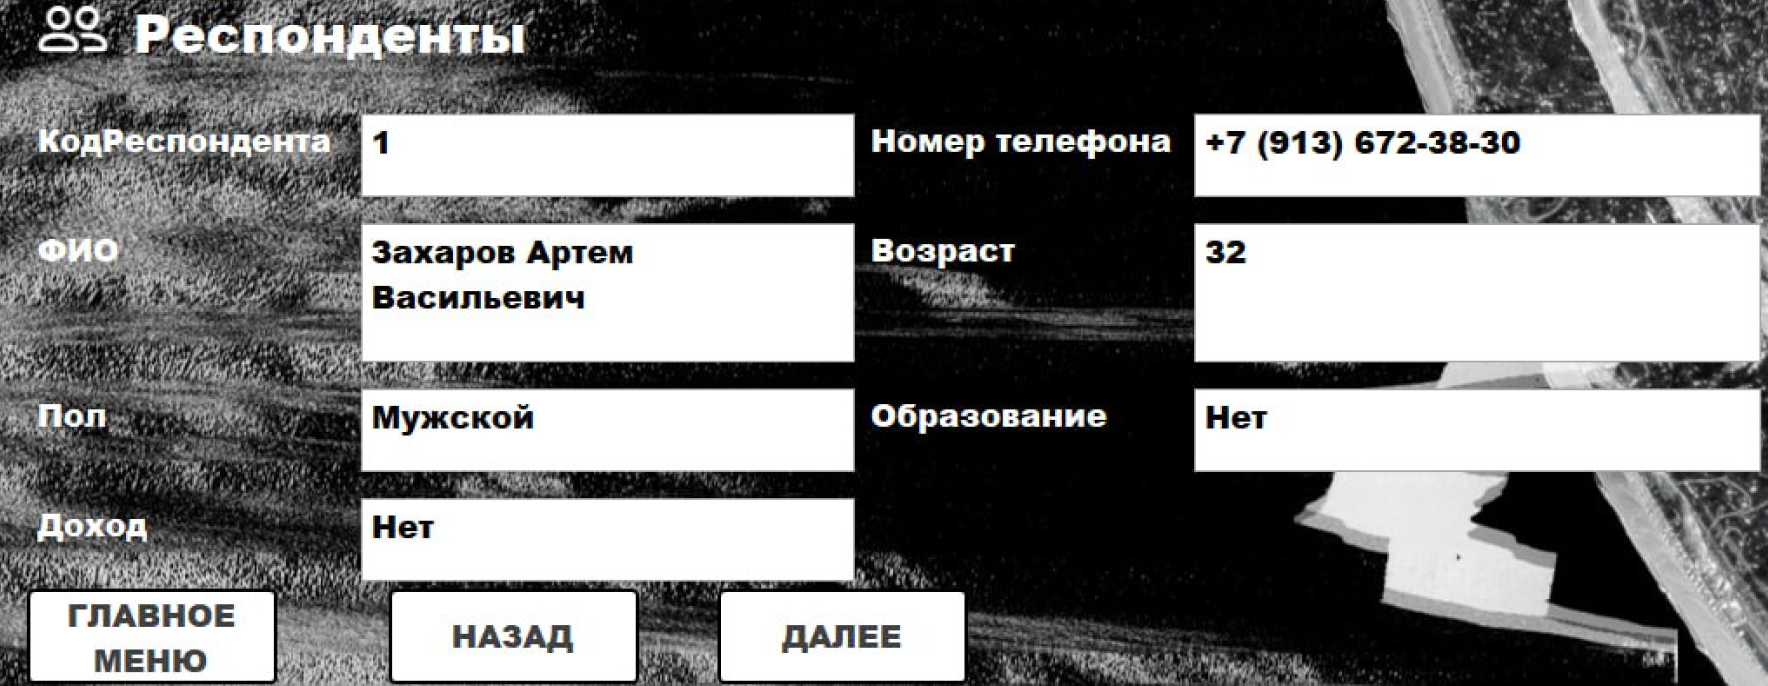 Респонденты
КодРеспондента 1 Номер телефона +7 (913) 672-38-30
ФИО Захаров Артем Возраст 32
Васильевич
Пол Мужской Образование Нет
Доход Нет
ГЛАВНОЕ
МЕНЮ
НАЗАД
ДАЛЕЕ